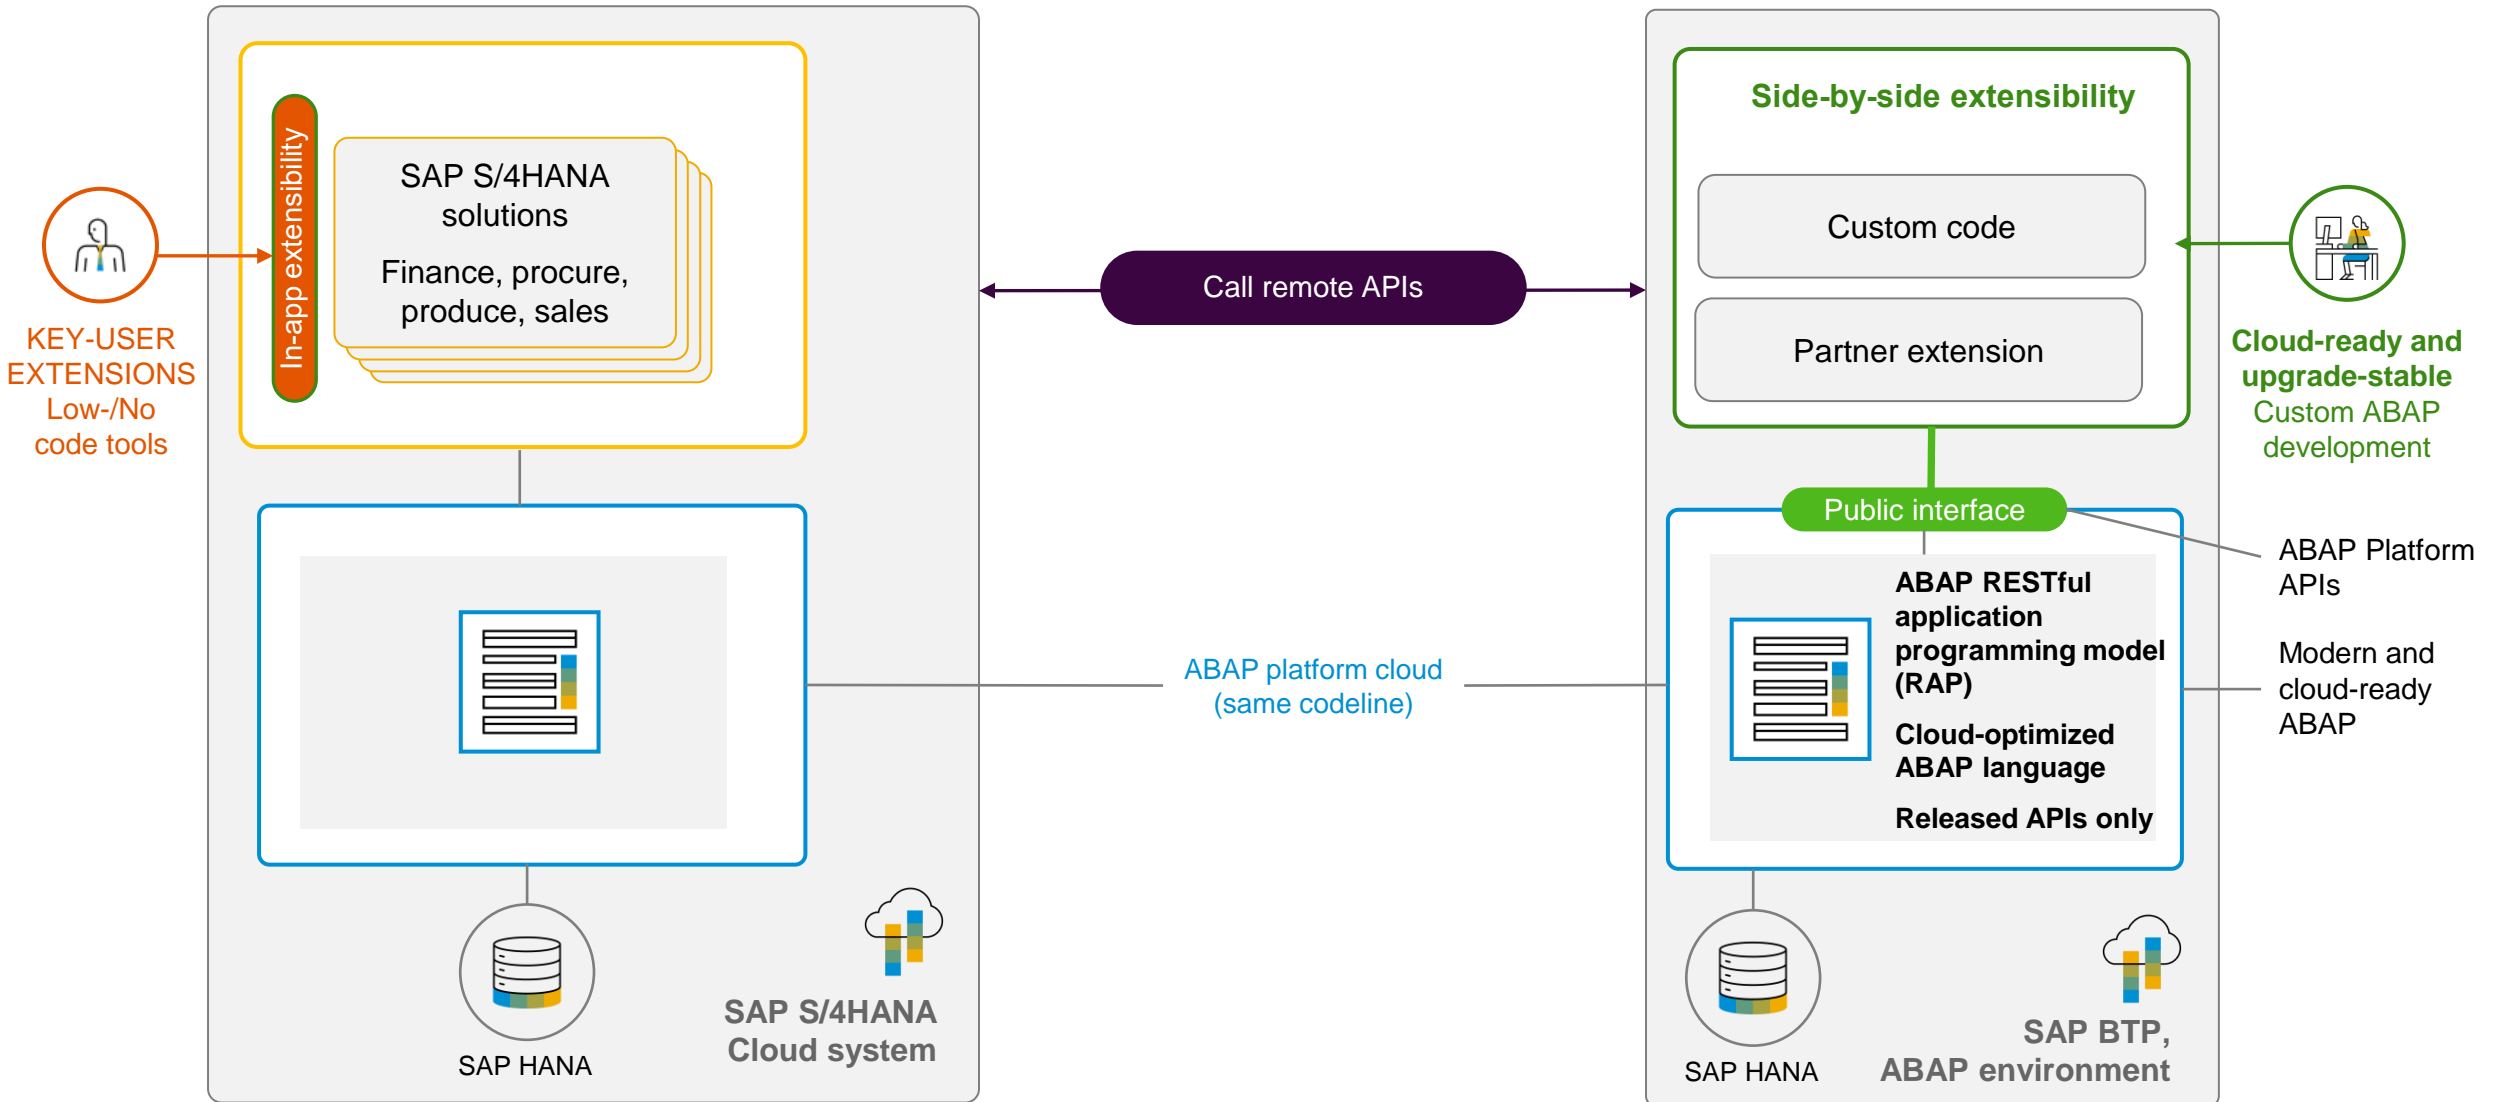 KEY-USER
EXTENSIONS
Low-/No
code tools
In-app extensibility
SAP S/4HANA
solutions
Finance, procure,
produce, sales
SAP HANA
SAP S/4HANA
Cloud system
Call remote APIs
ABAP platform cloud
(same codeline)
Side-by-side extensibility
Custom code
Partner extension
Public interface
ABAP RESTful
application
programming model
(RAP)
Cloud-optimized
ABAP language
Released APIs only
SAP HANA
SAP BTP,
ABAP environment
Cloud-ready and
upgrade-stable
Custom ABAP
development
ABAP Platform
APIs
Modern and
cloud-ready
ABAP